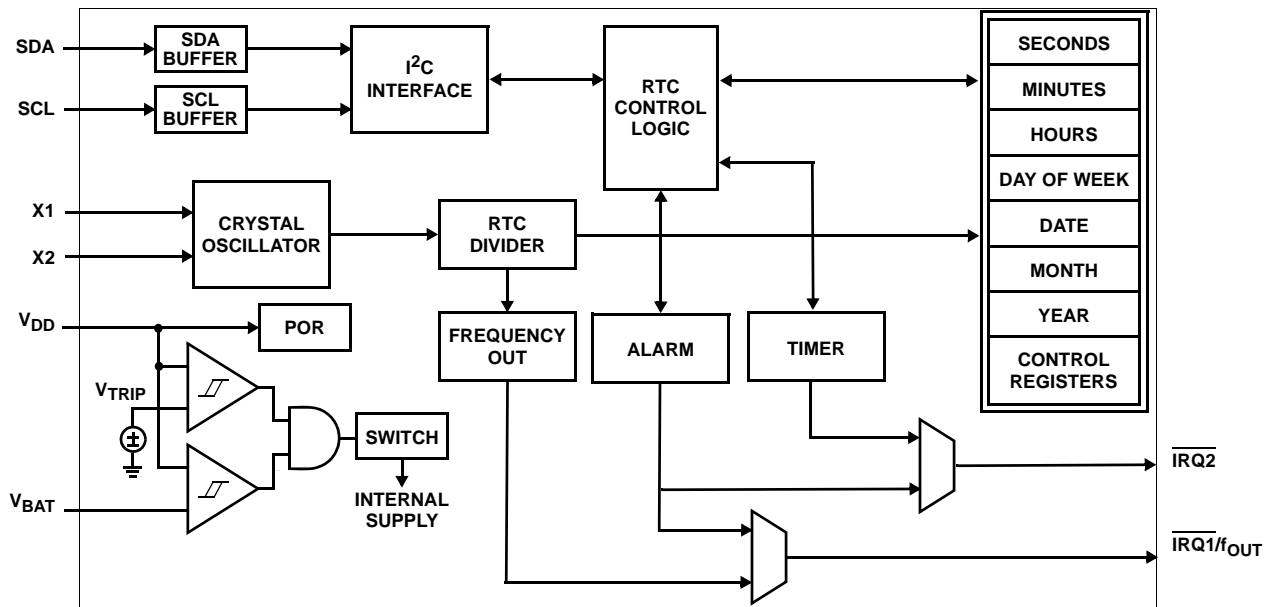 SDA
SDA
BUFFER
I²C
INTERFACE
RTC
CONTROL
LOGIC
SECONDS
MINUTES
HOURS
DAY OF WEEK
DATE
MONTH
YEAR
CONTROL
REGISTERS
SCL
SCL
BUFFER
X1
X2
CRYSTAL
OSCILLATOR
RTC
DIVIDER
VDD
POR
FREQUENCY
OUT
ALARM
TIMER
VTRIP
±
SWITCH
INTERNAL
SUPPLY
VBAT
IRQ2
IRQ1/fOUT